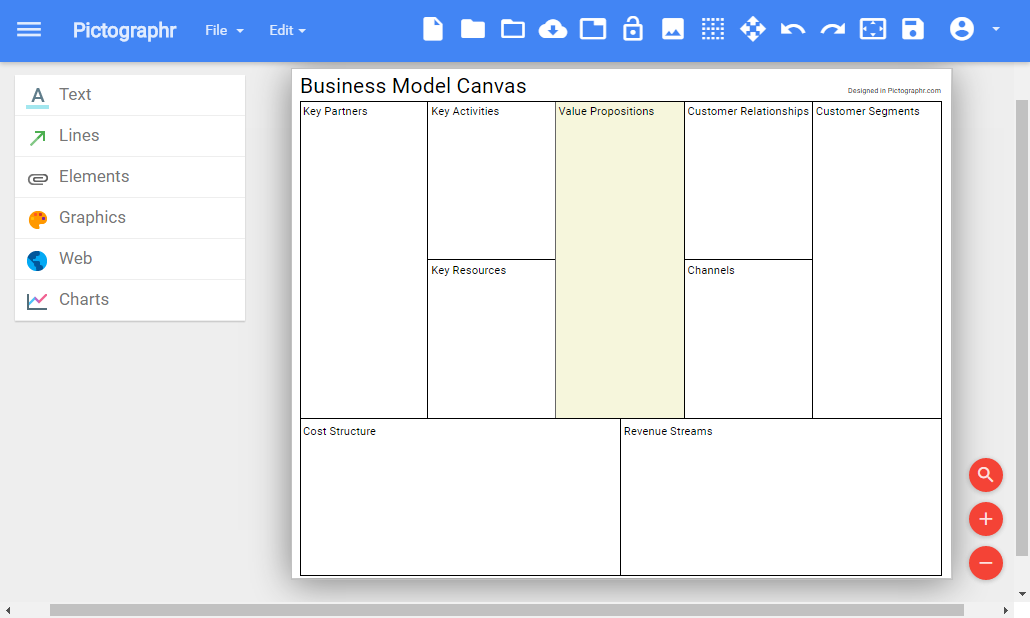 Pictographr
File
Edit
A
Text
Lines
Elements
Graphics
Web
Charts
Business Model Canvas
Designed in Pictographr.com
Key Partners
Key Activities
Value Propositions
Customer Relationships
Customer Segments
Key Resources
Channels
Cost Structure
Revenue Streams